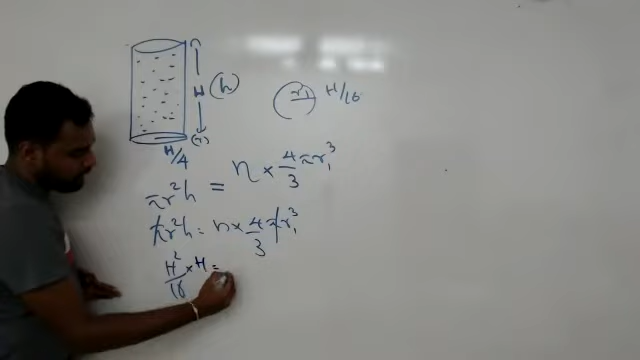 H (h)
(r)
H/4
r₁ H/16
πr²h = n × 4/3 πr₁³
πr²h = n × 4/3 πr₁³
H²/16 × H =